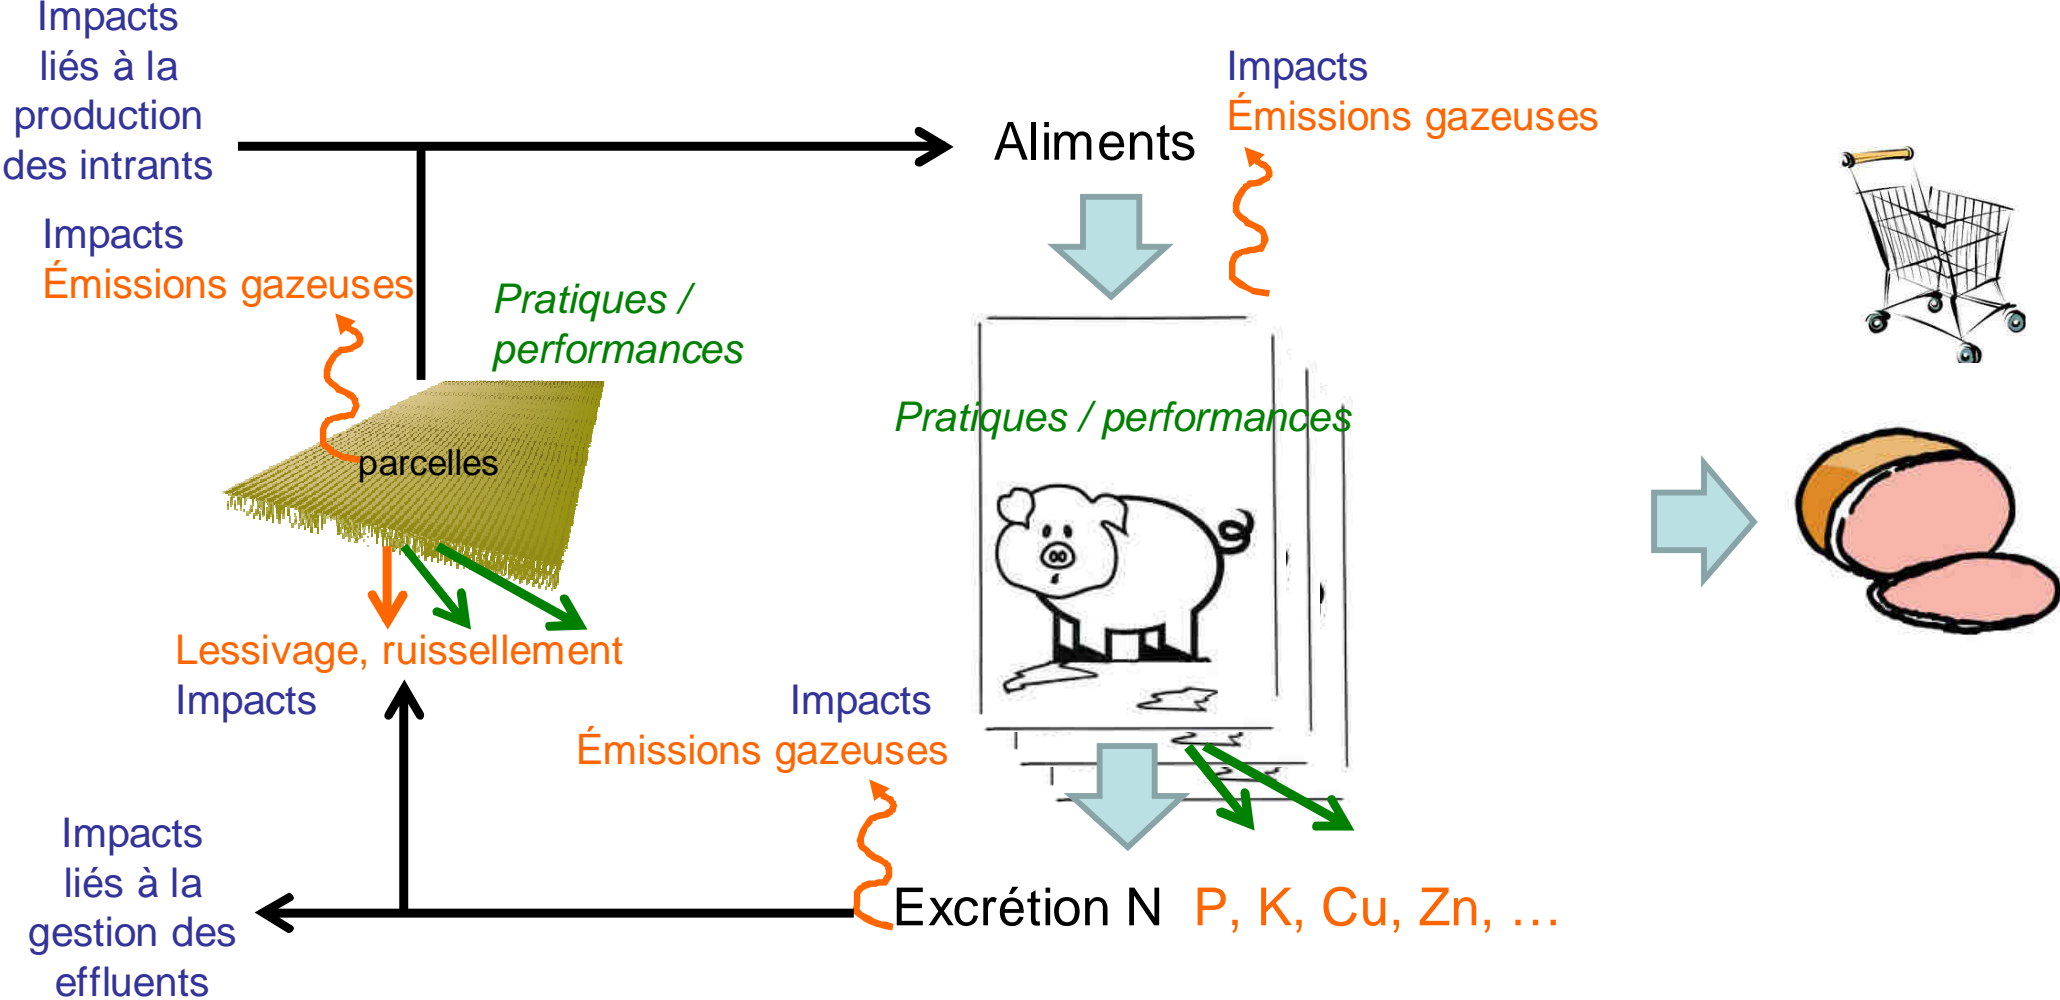 Impacts
liés à la
production
des intrants
Impacts
Émissions gazeuses
Aliments
Impacts
Émissions gazeuses
Pratiques /
performances
Pratiques / performances
parcelles
Lessivage, ruissellement
Impacts
Impacts
Émissions gazeuses
Impacts
liés à la
gestion des
effluents
Excrétion N P, K, Cu, Zn, …